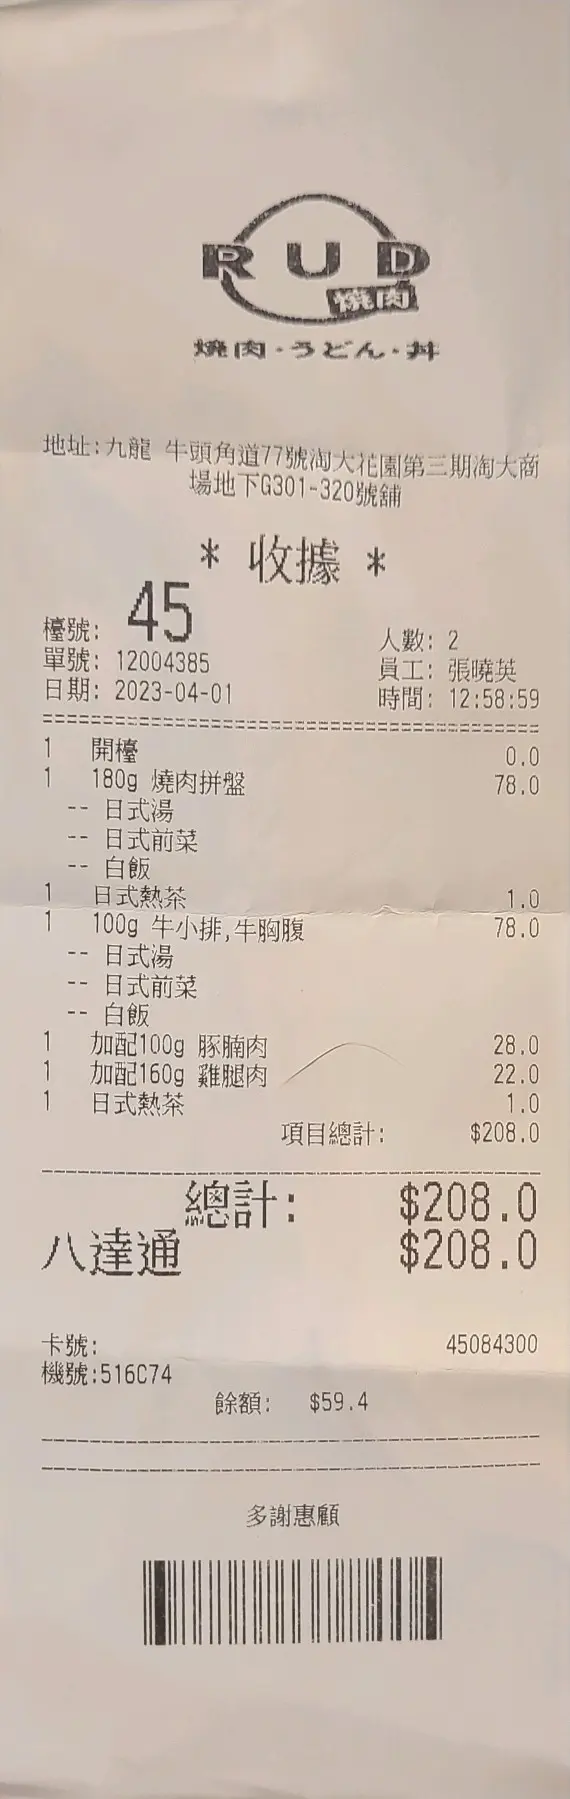 RUD
燒肉
燒肉・うどん・丼
地址:九龍 牛頭角道77號淘大花園第三期淘大商
場地下G301-320號舖
* 收據 *
檯號: 45 人數: 2
單號: 12004385 員工: 張曉英
日期: 2023-04-01 時間: 12:58:59
1 開檯 0.0
1 180g 燒肉拼盤 78.0
-- 日式湯
-- 日式前菜
-- 白飯
1 日式熱茶 1.0
1 100g 牛小排,牛胸腹 78.0
-- 日式湯
-- 日式前菜
-- 白飯
1 加配100g 豚腩肉 28.0
1 加配160g 雞腿肉 22.0
1 日式熱茶 1.0
項目總計: $208.0
總計: $208.0
八達通 $208.0
卡號: 45084300
機號:516C74
餘額: $59.4
多謝惠顧